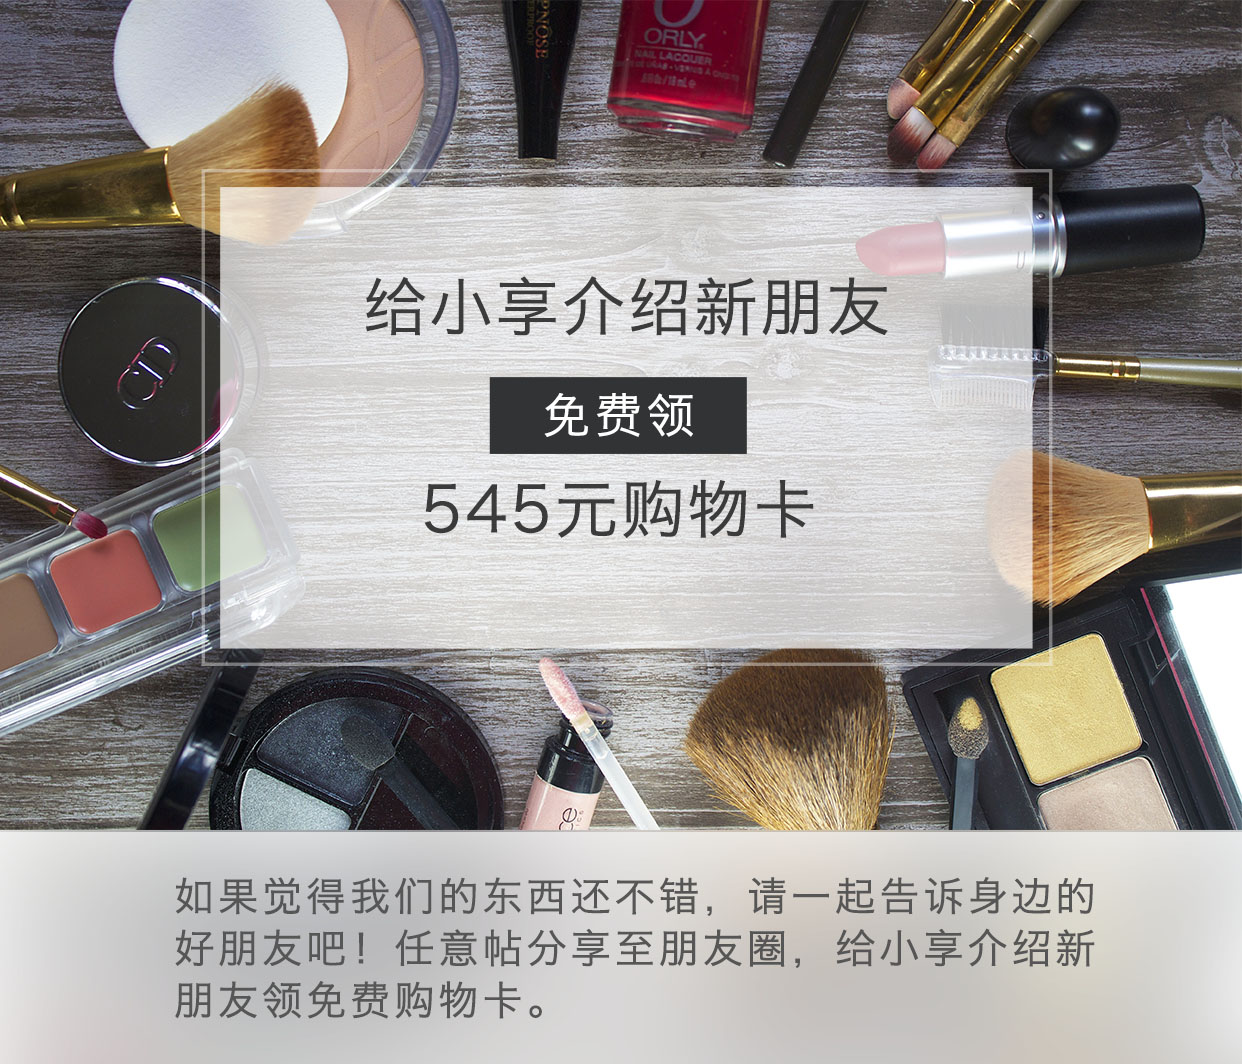 HYPNOSE
ORLY
NAIL LACQUER
给小享介绍新朋友
免费领
545元购物卡
CD
ce
如果觉得我们的东西还不错，请一起告诉身边的
好朋友吧！任意帖分享至朋友圈，给小享介绍新
朋友领免费购物卡。